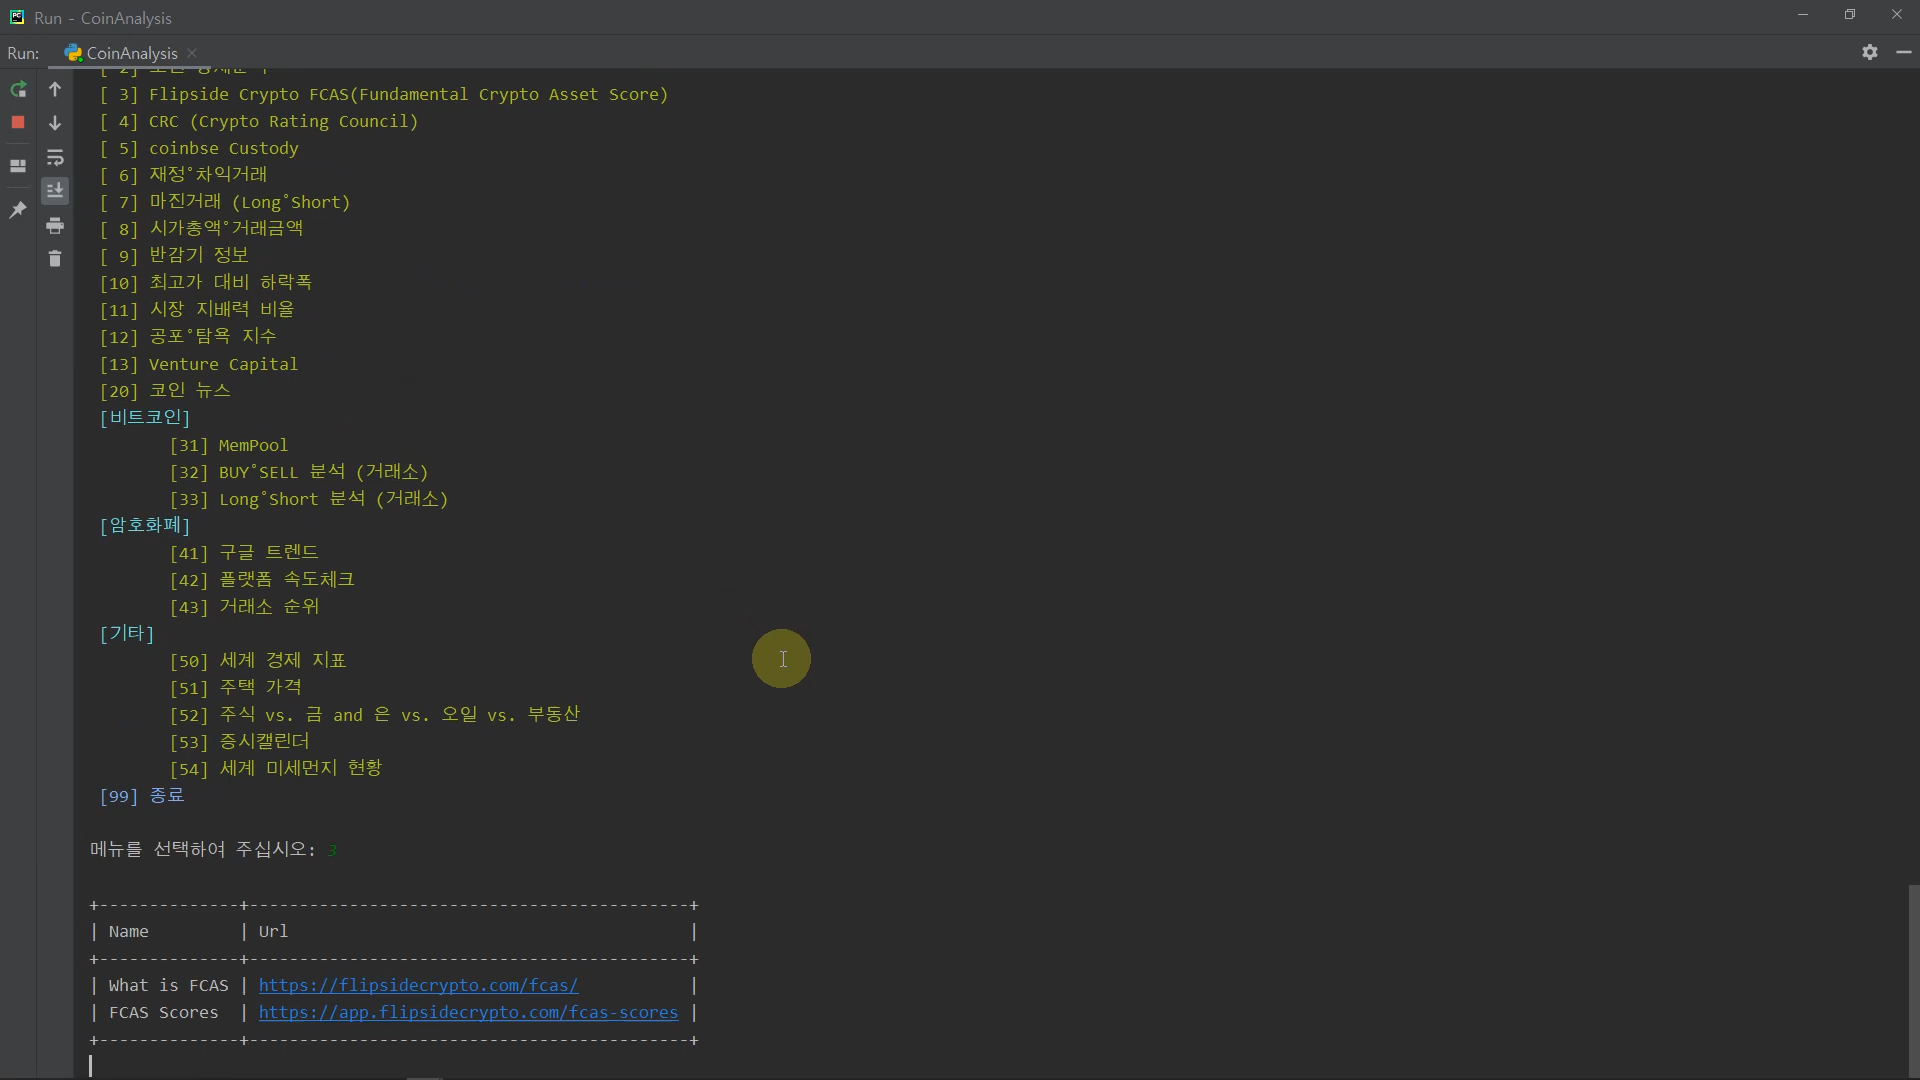 Run - CoinAnalysis
Run: CoinAnalysis
[ 2]
[ 3] Flipside Crypto FCAS(Fundamental Crypto Asset Score)
[ 4] CRC (Crypto Rating Council)
[ 5] coinbse Custody
[ 6] 재정˚차익거래
[ 7] 마진거래 (Long˚Short)
[ 8] 시가총액˚거래금액
[ 9] 반감기 정보
[10] 최고가 대비 하락폭
[11] 시장 지배력 비율
[12] 공포˚탐욕 지수
[13] Venture Capital
[20] 코인 뉴스
[비트코인]
[31] MemPool
[32] BUY˚SELL 분석 (거래소)
[33] Long˚Short 분석 (거래소)
[암호화폐]
[41] 구글 트렌드
[42] 플랫폼 속도체크
[43] 거래소 순위
[기타]
[50] 세계 경제 지표
[51] 주택 가격
[52] 주식 vs. 금 and 은 vs. 오일 vs. 부동산
[53] 증시캘린더
[54] 세계 미세먼지 현황
[99] 종료
메뉴를 선택하여 주십시오: 3
+--------------+--------------------------------------------+
| Name | Url |
+--------------+--------------------------------------------+
| What is FCAS | https://flipsidecrypto.com/fcas/ |
| FCAS Scores | https://app.flipsidecrypto.com/fcas-scores |
+--------------+--------------------------------------------+